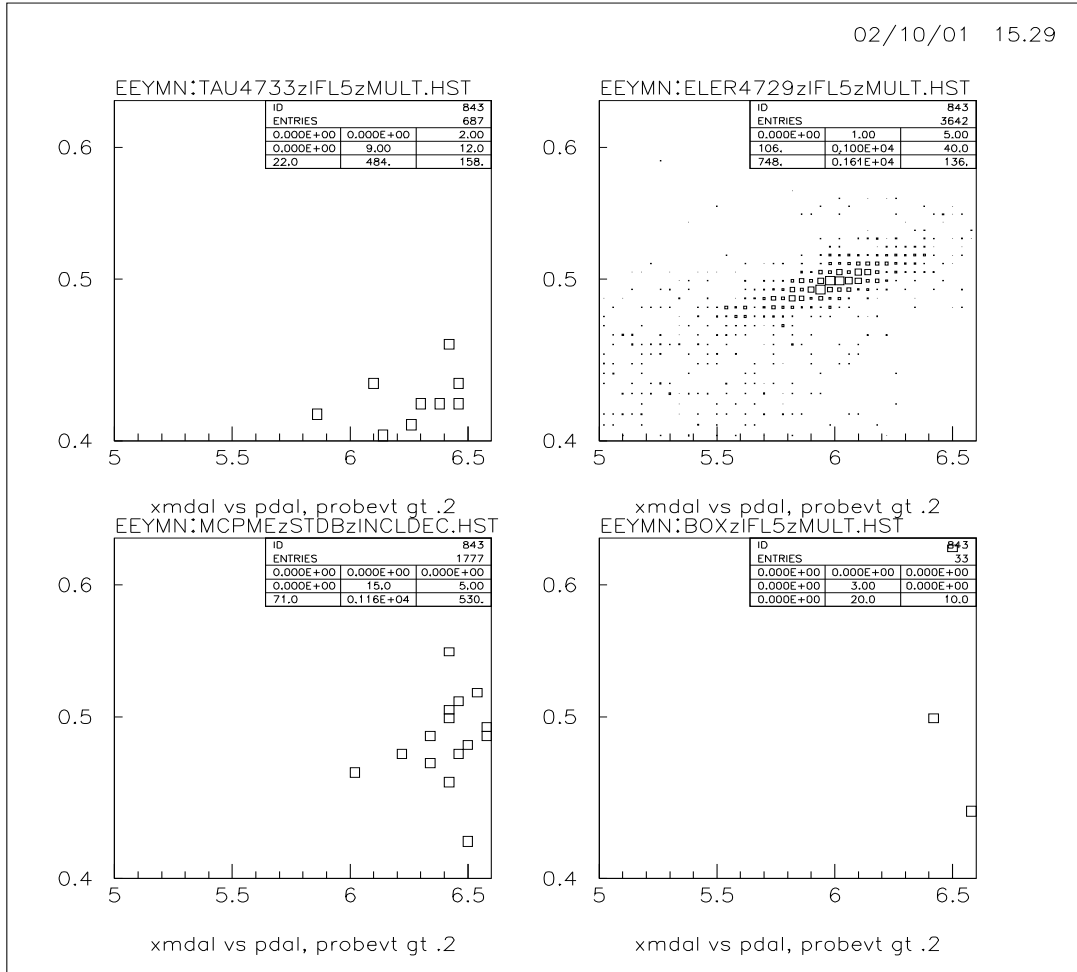 02/10/01 15.29
EEYMN:TAU4733zIFL5zMULT.HST
ID 843
ENTRIES 687
0.000E+00 0.000E+00 2.00
0.000E+00 9.00 12.0
22.0 484. 158.
0.6
0.5
0.4
5 5.5 6 6.5
xmdal vs pdal, probevt gt .2
EEYMN:ELER4729zIFL5zMULT.HST
ID 843
ENTRIES 3642
0.000E+00 1.00 5.00
106. 0.100E+04 40.0
748. 0.161E+04 136.
0.6
0.5
0.4
5 5.5 6 6.5
xmdal vs pdal, probevt gt .2
EEYMN:MCPMEzSTDBzINCLDEC.HST
ID 843
ENTRIES 1777
0.000E+00 0.000E+00 0.000E+00
0.000E+00 15.0 5.00
71.0 0.116E+04 530.
0.6
0.5
0.4
5 5.5 6 6.5
xmdal vs pdal, probevt gt .2
EEYMN:BOXzIFL5zMULT.HST
ID 843
ENTRIES 33
0.000E+00 0.000E+00 0.000E+00
0.000E+00 3.00 0.000E+00
0.000E+00 20.0 10.0
0.6
0.5
0.4
5 5.5 6 6.5
xmdal vs pdal, probevt gt .2